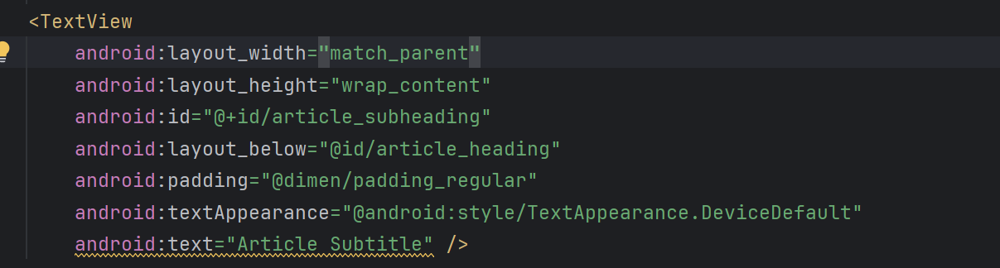 <TextView
android:layout_width="match_parent"
android:layout_height="wrap_content"
android:id="@+id/article_subheading"
android:layout_below="@id/article_heading"
android:padding="@dimen/padding_regular"
android:textAppearance="@android:style/TextAppearance.DeviceDefault"
android:text="Article Subtitle" />